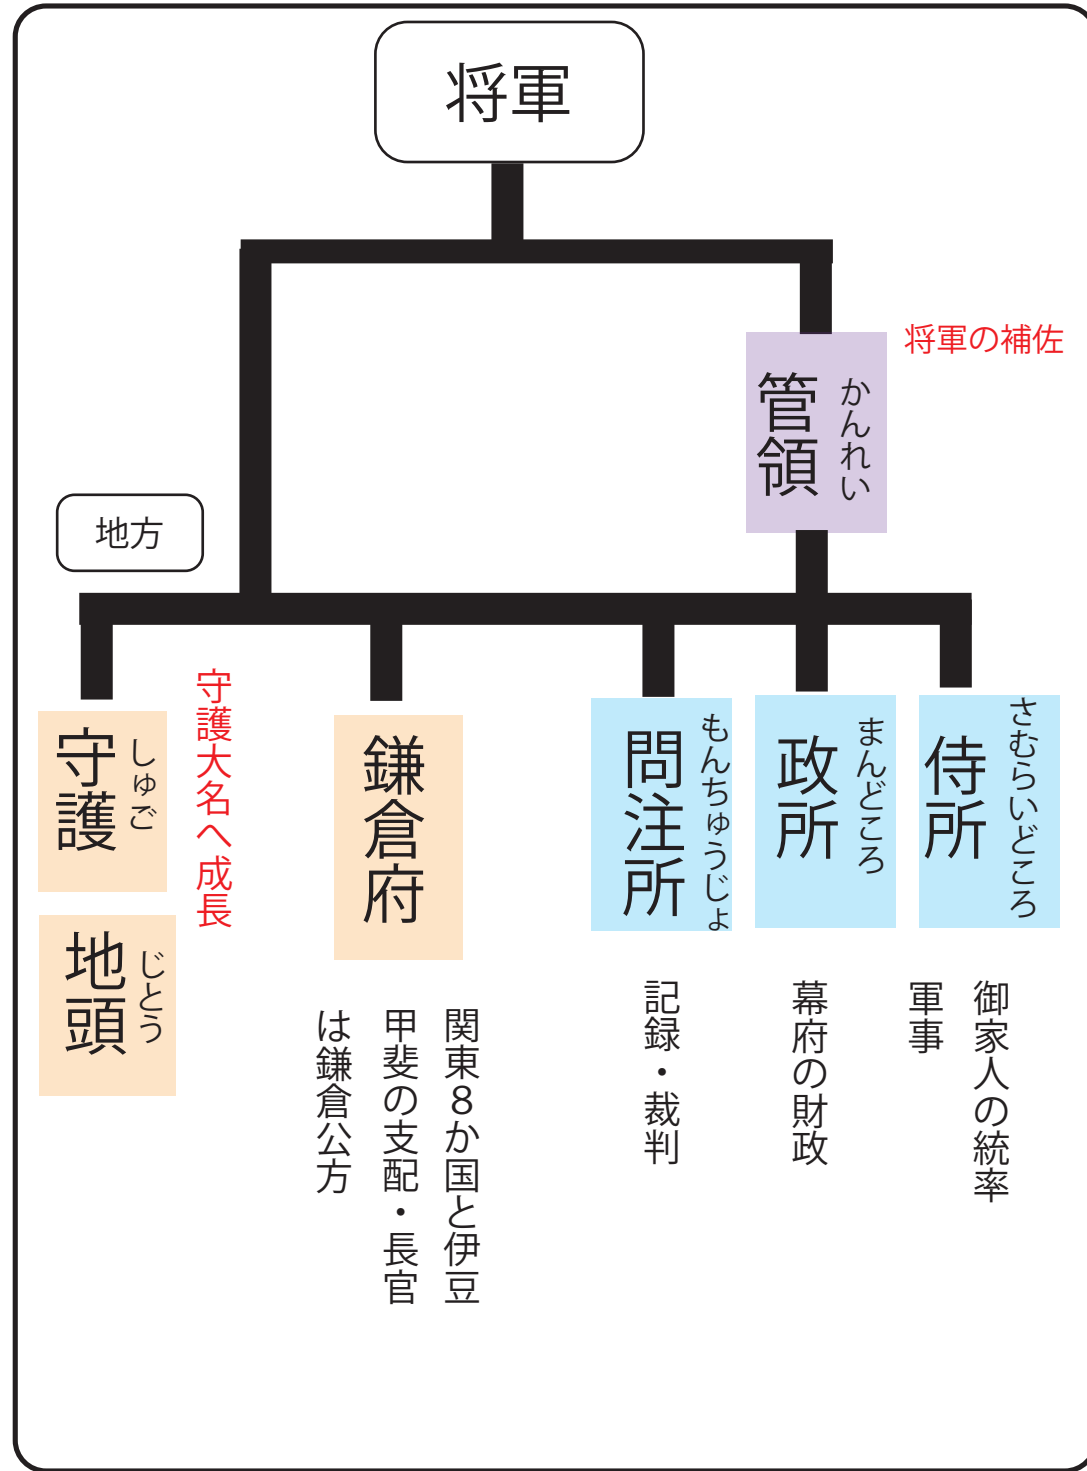 将軍
将軍の補佐
管領
かんれい
地方
侍所
さむらいどころ
御家人の統率
軍事
政所
まんどころ
幕府の財政
問注所
もんちゅうじょ
記録・裁判
鎌倉府
関東８か国と伊豆
甲斐の支配・長官
は鎌倉公方
守護
しゅご
守護大名へ成長
地頭
じとう